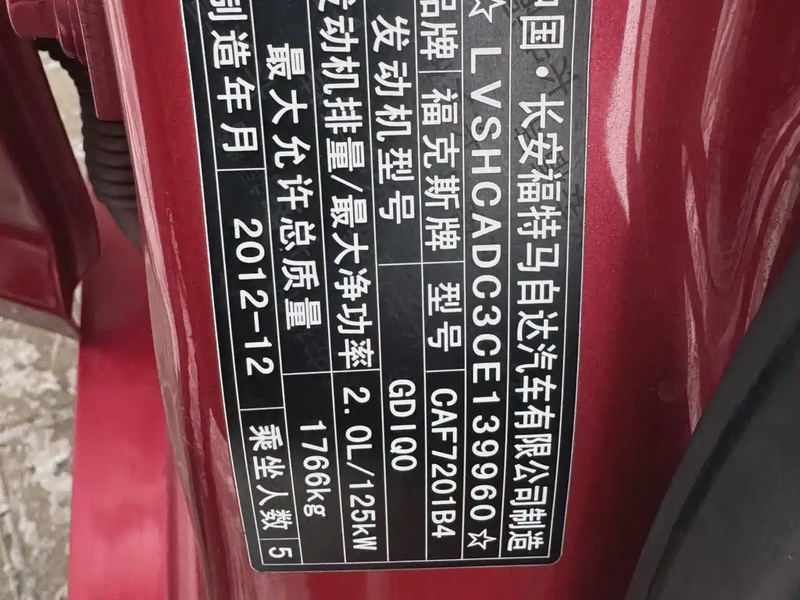 中国·长安福特马自达汽车有限公司制造
☆LVSHCADC3CE139960☆
品牌 福克斯牌 型号 CAF7201B4
发动机型号 GDIQ0
发动机排量/最大净功率 2.0L/125kW
最大允许总质量 1766kg
制造年月 2012-12 乘坐人数 5